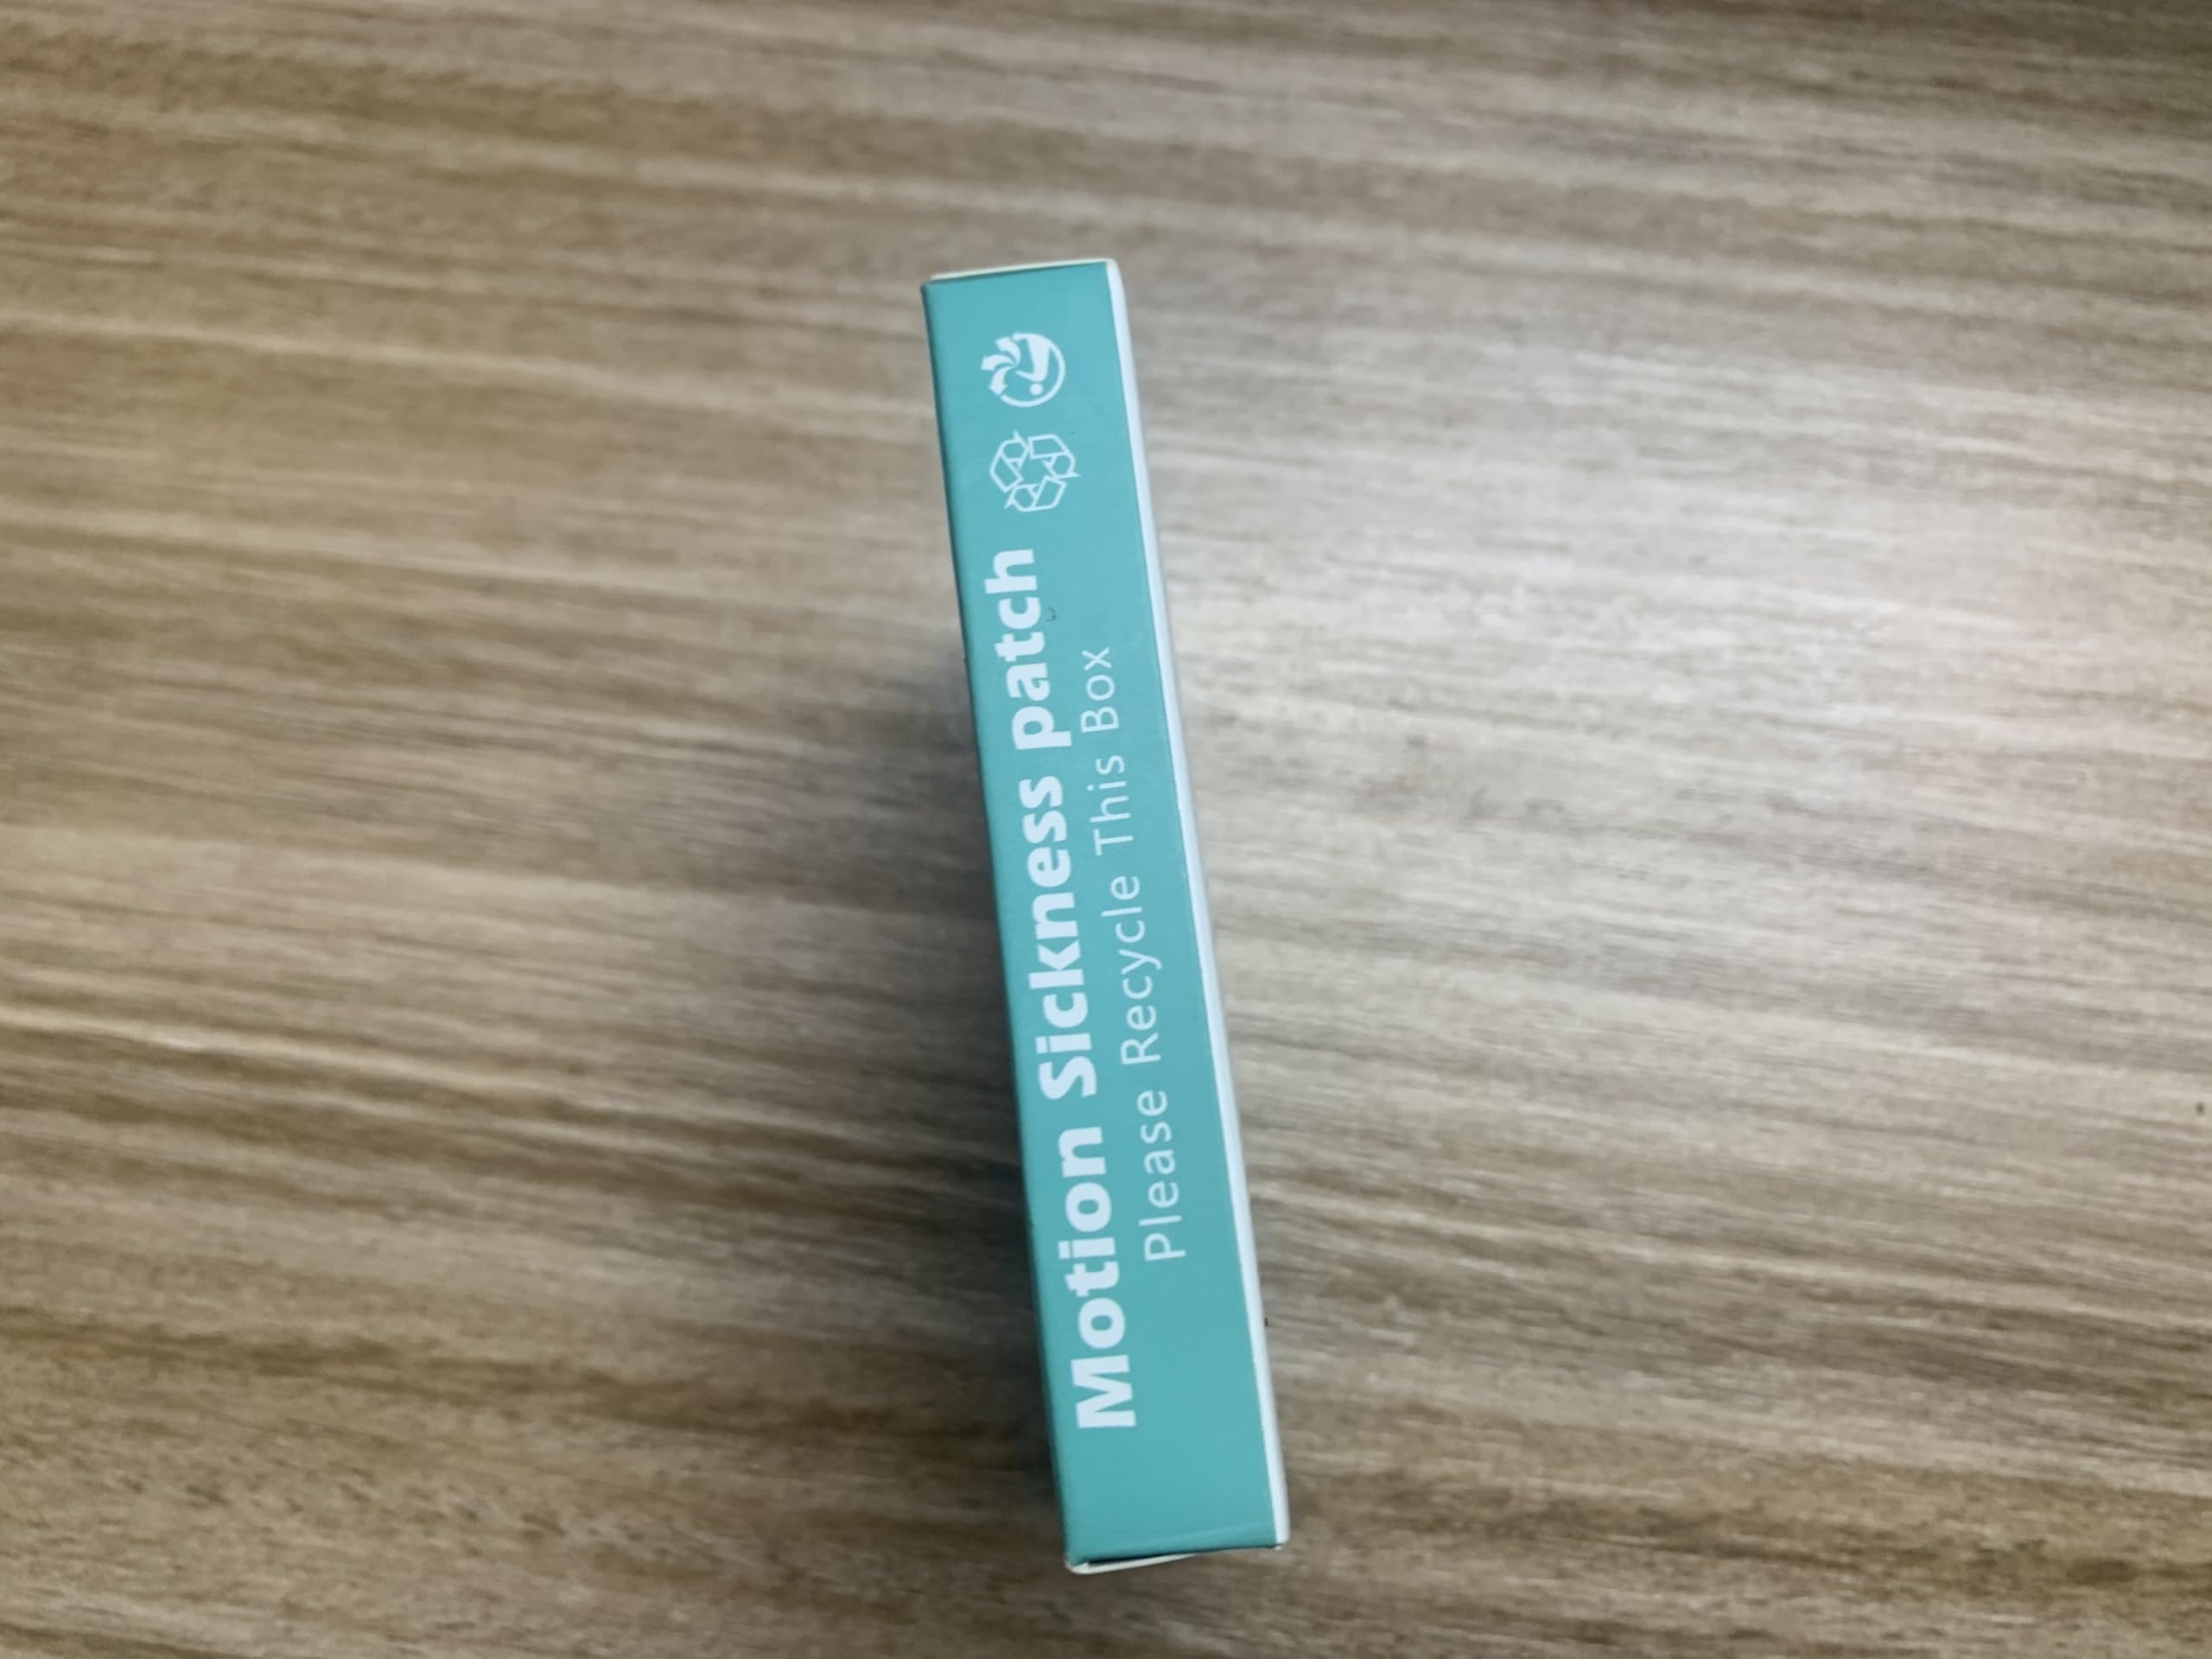 Motion Sickness patch
Please Recycle This Box